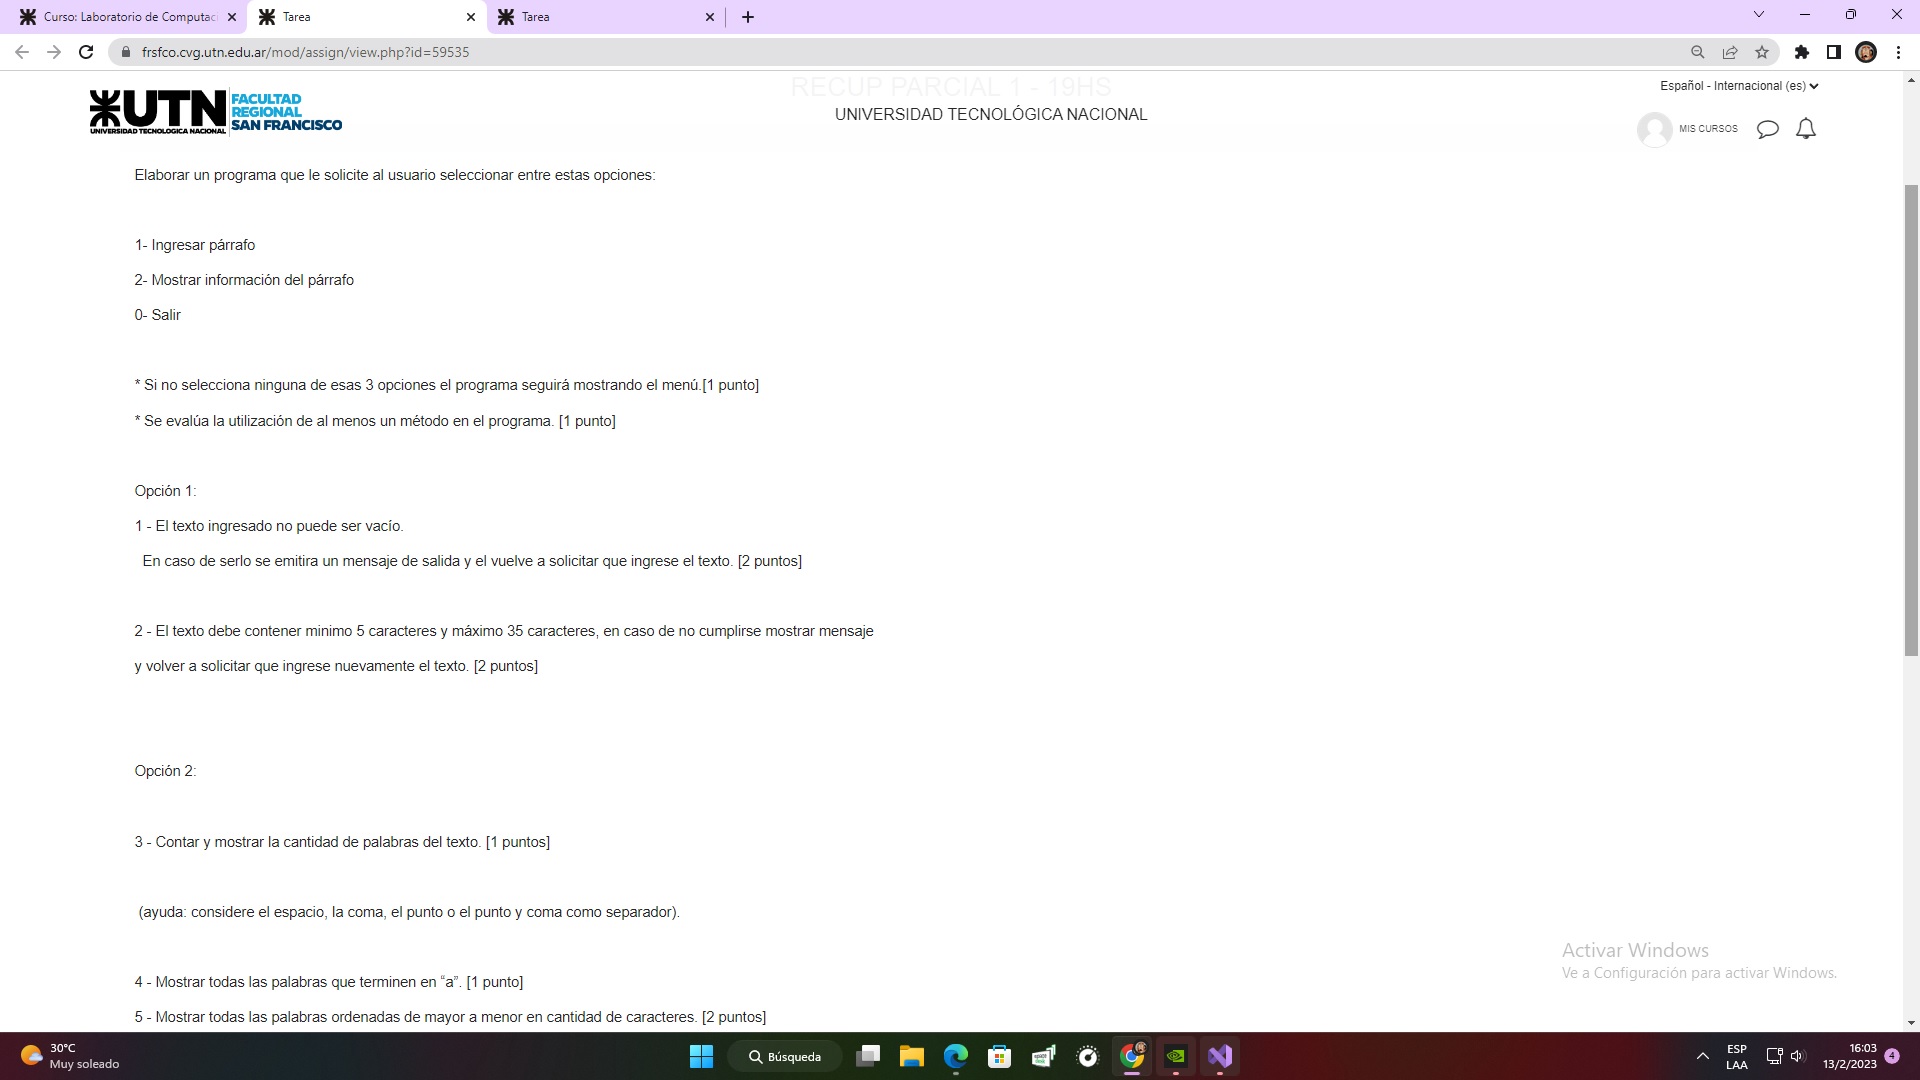 Curso: Laboratorio de Computac
Tarea
Tarea
frsfco.cvg.utn.edu.ar/mod/assign/view.php?id=59535
RECUP PARCIAL 1 - 19HS
Español - Internacional (es)
UTN
UNIVERSIDAD TECNOLOGICA NACIONAL
FACULTAD
REGIONAL
SAN FRANCISCO
UNIVERSIDAD TECNOLÓGICA NACIONAL
MIS CURSOS
Elaborar un programa que le solicite al usuario seleccionar entre estas opciones:
1- Ingresar párrafo
2- Mostrar información del párrafo
0- Salir
* Si no selecciona ninguna de esas 3 opciones el programa seguirá mostrando el menú.[1 punto]
* Se evalúa la utilización de al menos un método en el programa. [1 punto]
Opción 1:
1 - El texto ingresado no puede ser vacío.
En caso de serlo se emitira un mensaje de salida y el vuelve a solicitar que ingrese el texto. [2 puntos]
2 - El texto debe contener minimo 5 caracteres y máximo 35 caracteres, en caso de no cumplirse mostrar mensaje
y volver a solicitar que ingrese nuevamente el texto. [2 puntos]
Opción 2:
3 - Contar y mostrar la cantidad de palabras del texto. [1 puntos]
(ayuda: considere el espacio, la coma, el punto o el punto y coma como separador).
4 - Mostrar todas las palabras que terminen en “a”. [1 punto]
5 - Mostrar todas las palabras ordenadas de mayor a menor en cantidad de caracteres. [2 puntos]
Activar Windows
Ve a Configuración para activar Windows.
30°C
Muy soleado
Búsqueda
ESP
LAA
16:03
13/2/2023
4